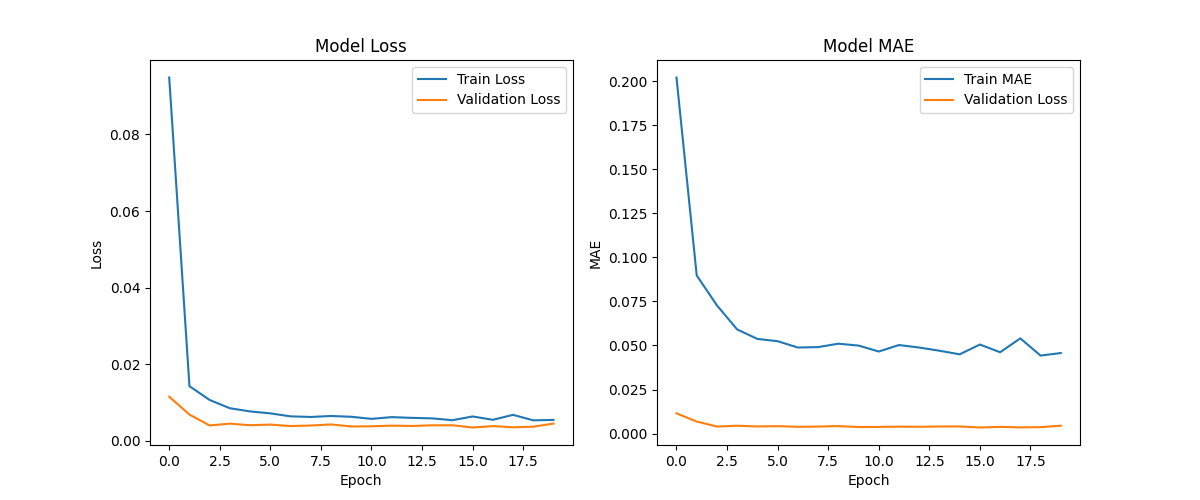 Model Loss
Train Loss
Validation Loss
0.08
0.06
0.04
0.02
0.00
Loss
0.0 2.5 5.0 7.5 10.0 12.5 15.0 17.5
Epoch
Model MAE
Train MAE
Validation Loss
0.200
0.175
0.150
0.125
0.100
0.075
0.050
0.025
0.000
MAE
0.0 2.5 5.0 7.5 10.0 12.5 15.0 17.5
Epoch